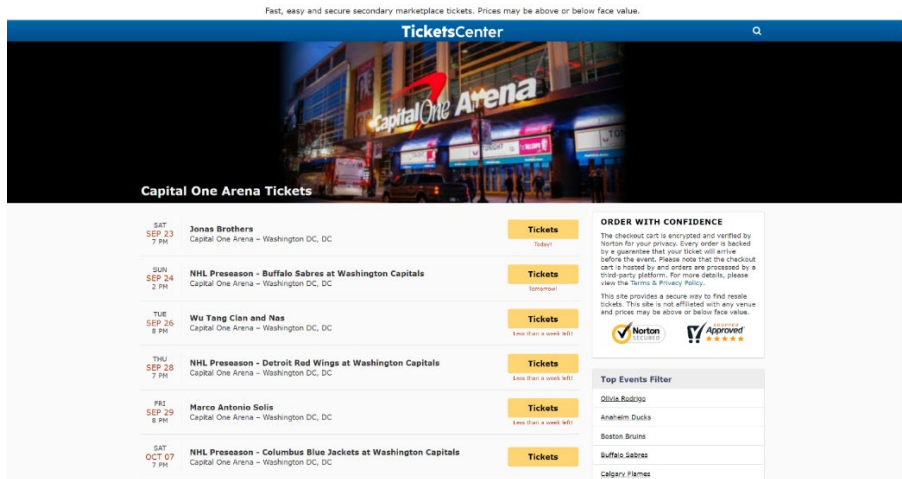 Fast, easy and secure secondary marketplace tickets. Prices may be above or below face value.
TicketsCenter
CapitalOne Arena
Capital One Arena Tickets
SAT
SEP 23
7 PM
Jonas Brothers
Capital One Arena – Washington DC, DC
Tickets
Today!
SUN
SEP 24
2 PM
NHL Preseason - Buffalo Sabres at Washington Capitals
Capital One Arena – Washington DC, DC
Tickets
Tomorrow!
TUE
SEP 26
8 PM
Wu Tang Clan and Nas
Capital One Arena – Washington DC, DC
Tickets
Less than a week left!
THU
SEP 28
7 PM
NHL Preseason - Detroit Red Wings at Washington Capitals
Capital One Arena – Washington DC, DC
Tickets
Less than a week left!
FRI
SEP 29
8 PM
Marco Antonio Solis
Capital One Arena – Washington DC, DC
Tickets
Less than a week left!
SAT
OCT 07
7 PM
NHL Preseason - Columbus Blue Jackets at Washington Capitals
Capital One Arena – Washington DC, DC
Tickets
ORDER WITH CONFIDENCE
The checkout cart is encrypted and verified by
Norton for your privacy. Every order is backed
by a guarantee that your ticket will arrive
before the event. Please note that the checkout
cart is hosted by and orders are processed by a
third-party platform. For more details, please
view the Terms & Privacy Policy.
This site provides a secure way to find resale
tickets. This site is not affiliated with any venue
and prices may be above or below face value.
Norton
SECURED
SHOPPER
Approved
Top Events Filter
Olivia Rodrigo
Anaheim Ducks
Boston Bruins
Buffalo Sabres
Calgary Flames